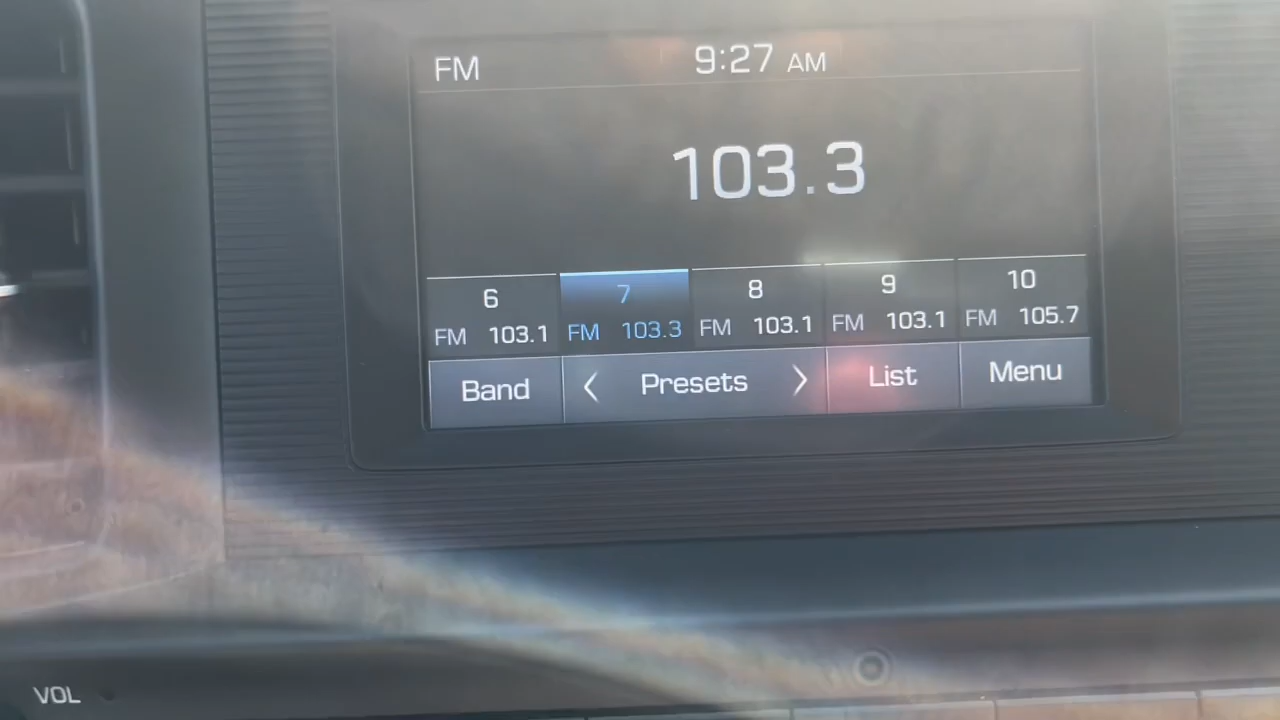 FM 9:27 AM
103.3
6 7 8 9 10
FM 103.1 FM 103.3 FM 103.1 FM 103.1 FM 105.7
Band < Presets > List Menu
VOL